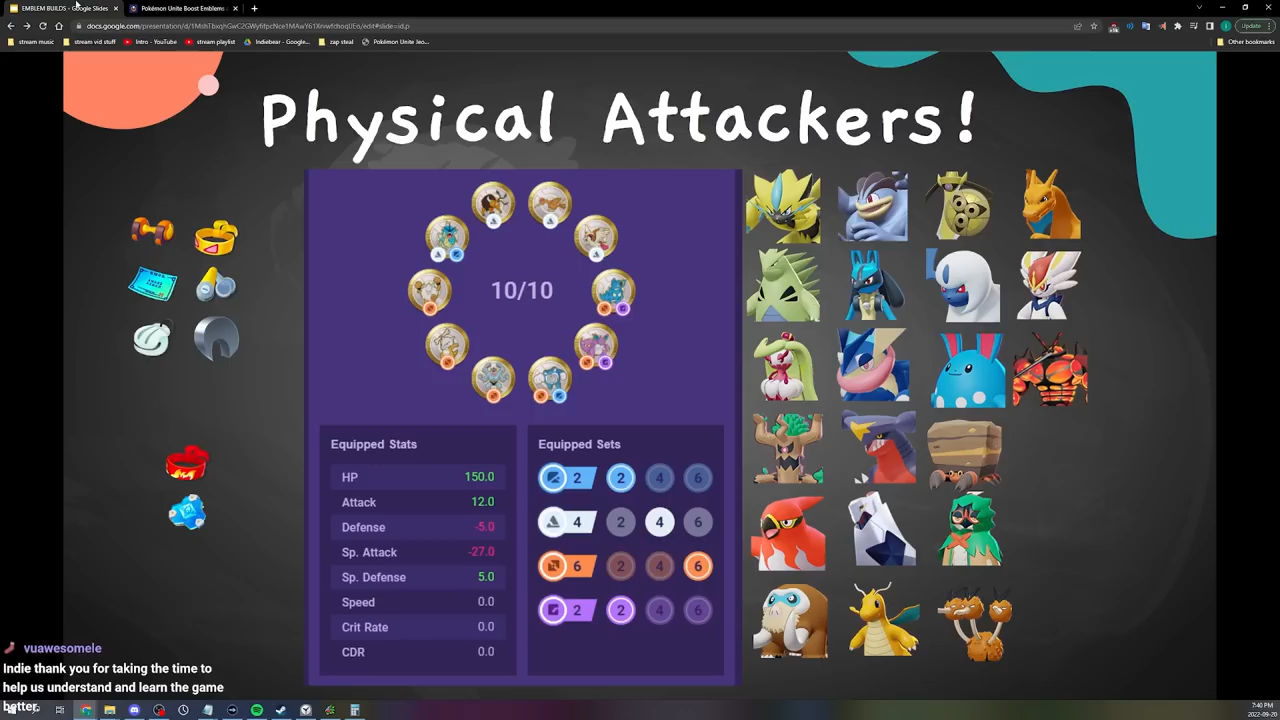 EMBLEM BUILDS - Google Slides
Pokémon Unite Boost Emblems
Update
stream music
stream vid stuff
Intro - YouTube
stream playlist
Indiebear - Google...
zap steal
Pokémon Unite leo...
Other bookmarks
Physical Attackers!
10/10
Equipped Stats
HP 150.0
Attack 12.0
Defense -5.0
Sp. Attack -27.0
Sp. Defense 5.0
Speed 0.0
Crit Rate 0.0
CDR 0.0
Equipped Sets
2 2 4 6
4 2 4 6
6 2 4 6
2 2 4 6
vuawesomele
Indie thank you for taking the time to
help us understand and learn the game
better
7:40 PM
2022-09-20